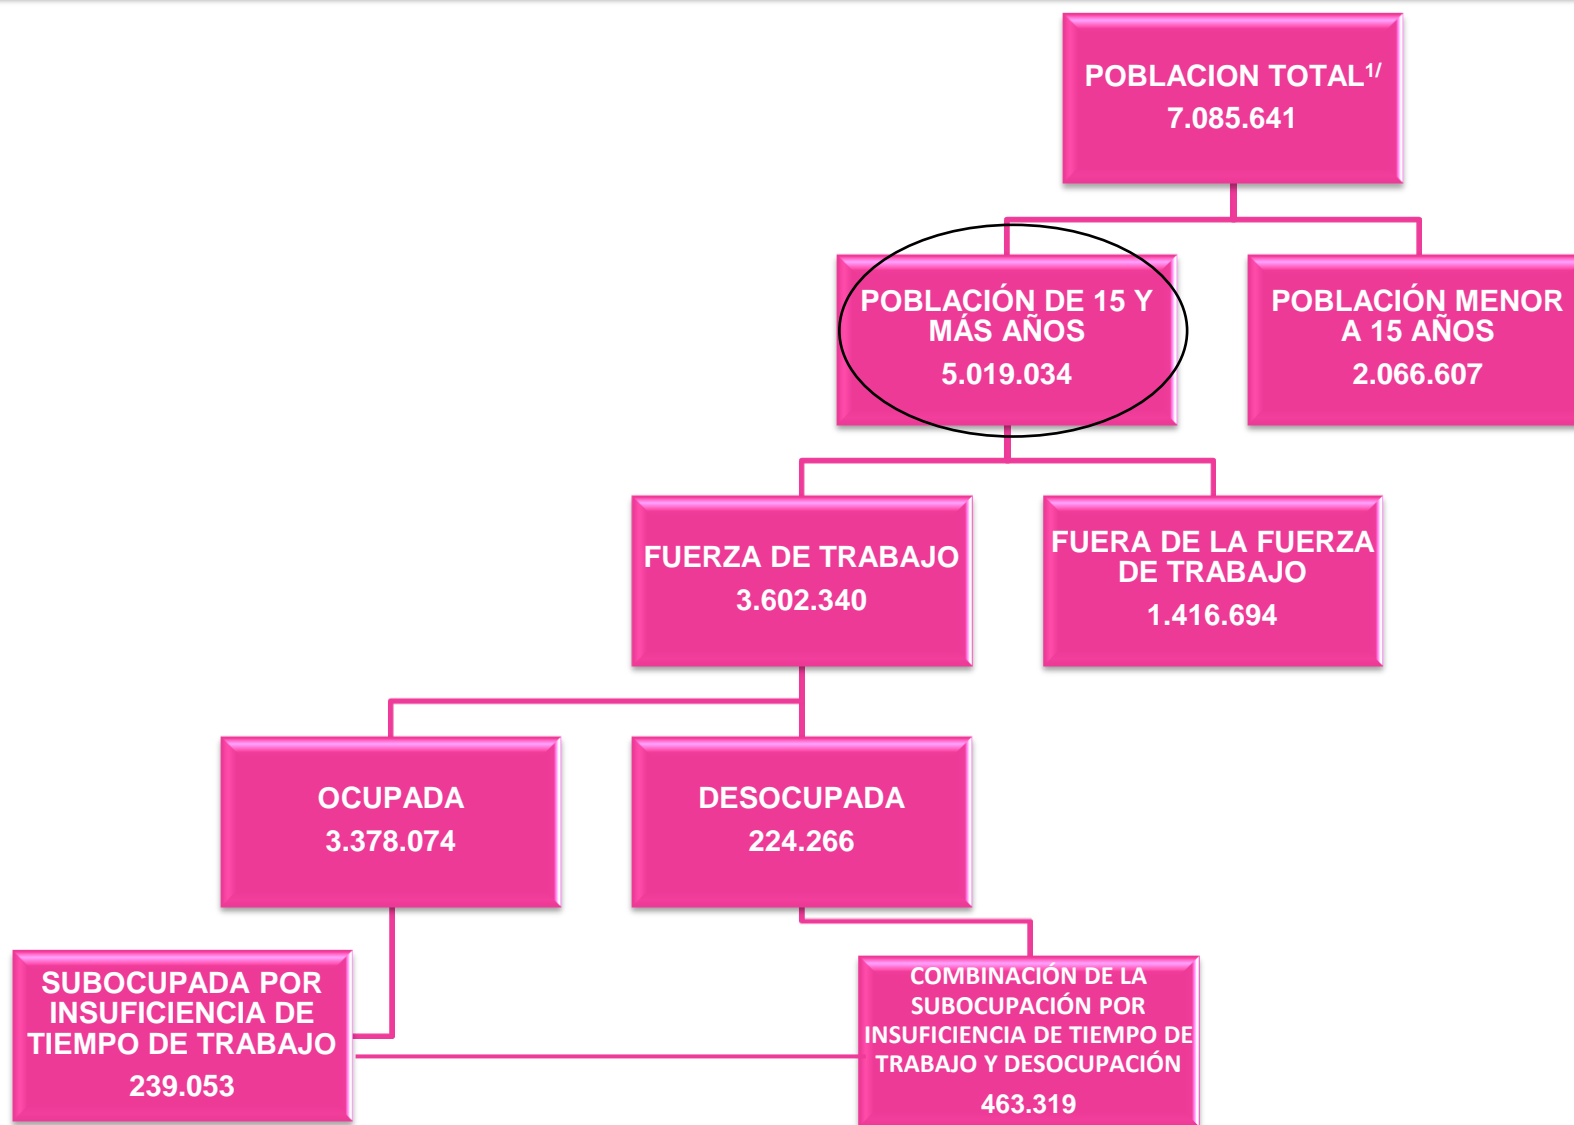 POBLACION TOTAL1/
7.085.641
POBLACIÓN DE 15 Y
MÁS AÑOS
5.019.034
POBLACIÓN MENOR
A 15 AÑOS
2.066.607
FUERZA DE TRABAJO
3.602.340
FUERA DE LA FUERZA
DE TRABAJO
1.416.694
OCUPADA
3.378.074
DESOCUPADA
224.266
SUBOCUPADA POR
INSUFICIENCIA DE
TIEMPO DE TRABAJO
239.053
COMBINACIÓN DE LA
SUBOCUPACIÓN POR
INSUFICIENCIA DE TIEMPO DE
TRABAJO Y DESOCUPACIÓN
463.319